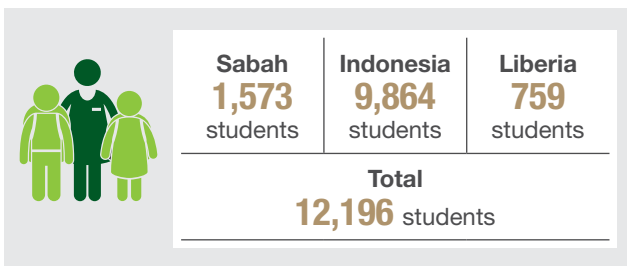 Sabah
1,573
students
Indonesia
9,864
students
Liberia
759
students
Total
12,196 students